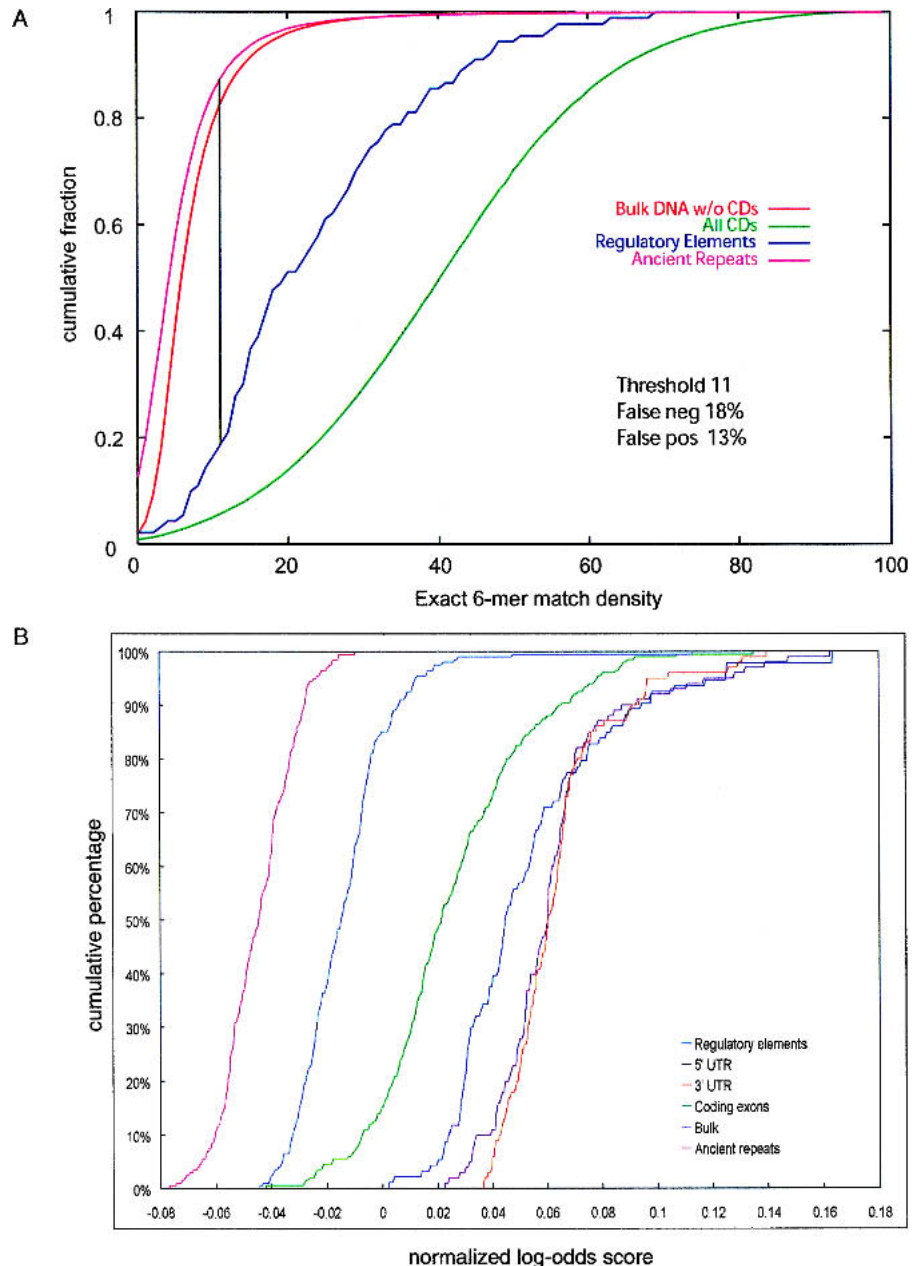 A
1
0.8
0.6
0.4
0.2
0
cumulative fraction
Bulk DNA w/o CDs
All CDs
Regulatory Elements
Ancient Repeats
Threshold 11
False neg 18%
False pos 13%
0 20 40 60 80 100
Exact 6-mer match density
B
100%
90%
80%
70%
60%
50%
40%
30%
20%
10%
0%
cumulative percentage
Regulatory elements
5' UTR
3' UTR
Coding exons
Bulk
Ancient repeats
-0.08 -0.06 -0.04 -0.02 0 0.02 0.04 0.06 0.08 0.1 0.12 0.14 0.16 0.18
normalized log-odds score